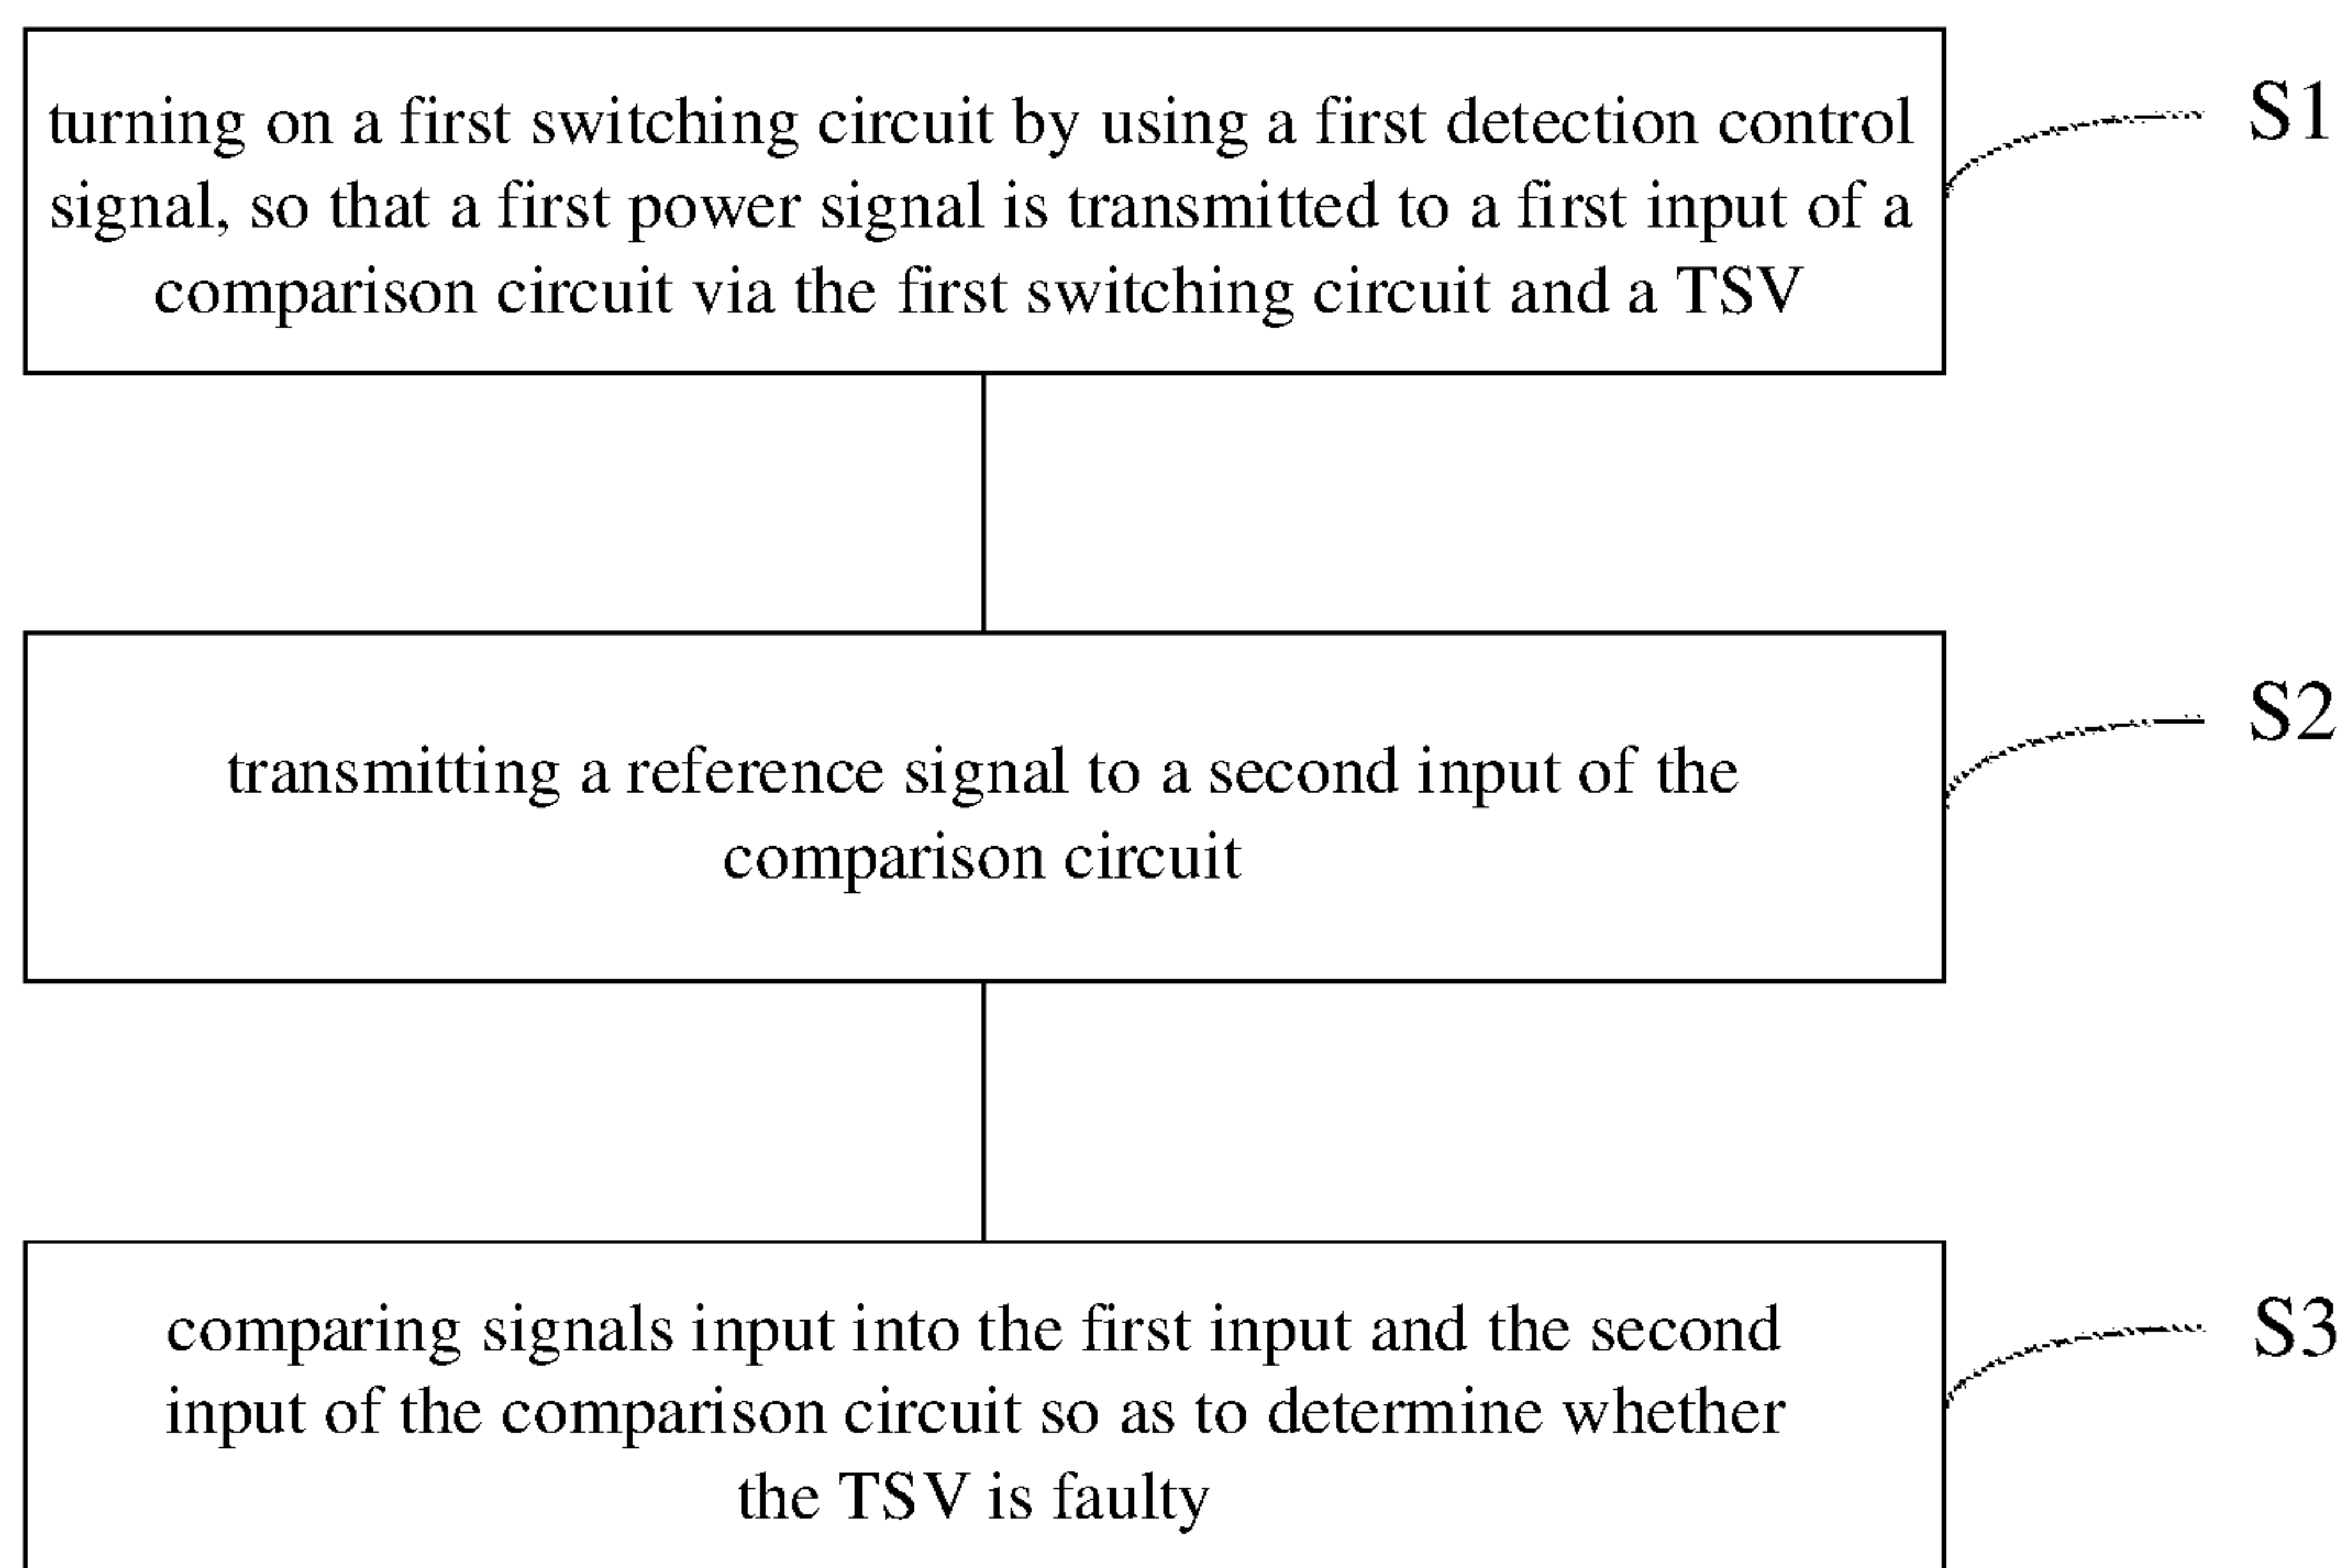 turning on a first switching circuit by using a first detection control
signal, so that a first power signal is transmitted to a first input of a
comparison circuit via the first switching circuit and a TSV
S1
transmitting a reference signal to a second input of the
comparison circuit
S2
comparing signals input into the first input and the second
input of the comparison circuit so as to determine whether
the TSV is faulty
S3